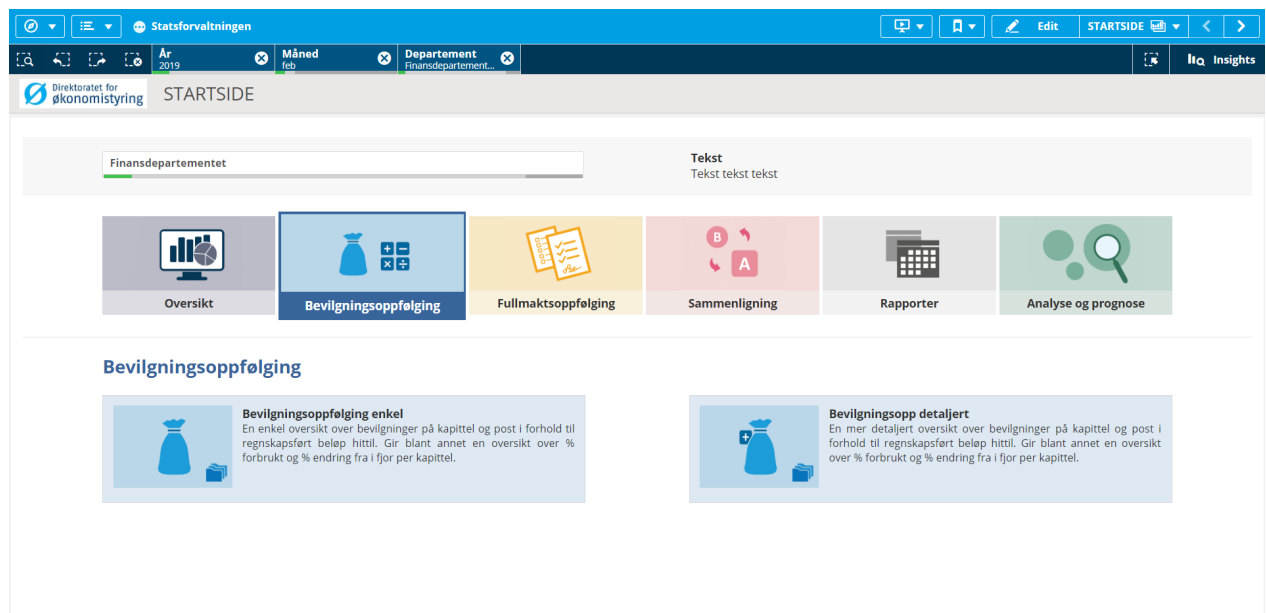 Statsforvaltningen
Edit
STARTSIDE
År
2019
Måned
feb
Departement
Finansdepartement...
Insights
Direktoratet for
økonomistyring
STARTSIDE
Finansdepartementet
Tekst
Tekst tekst tekst
B
A
Oversikt
Bevilgningsoppfølging
Fullmaktsoppfølging
Sammenligning
Rapporter
Analyse og prognose
Bevilgningsoppfølging
Bevilgningsoppfølging enkel
En enkel oversikt over bevilgninger på kapittel og post i forhold til
regnskapsført beløp hittil. Gir blant annet en oversikt over %
forbrukt og % endring fra i fjor per kapittel.
Bevilgningsopp detaljert
En mer detaljert oversikt over bevilgninger på kapittel og post i
forhold til regnskapsført beløp hittil. Gir blant annet en oversikt
over % forbrukt og % endring fra i fjor per kapittel.